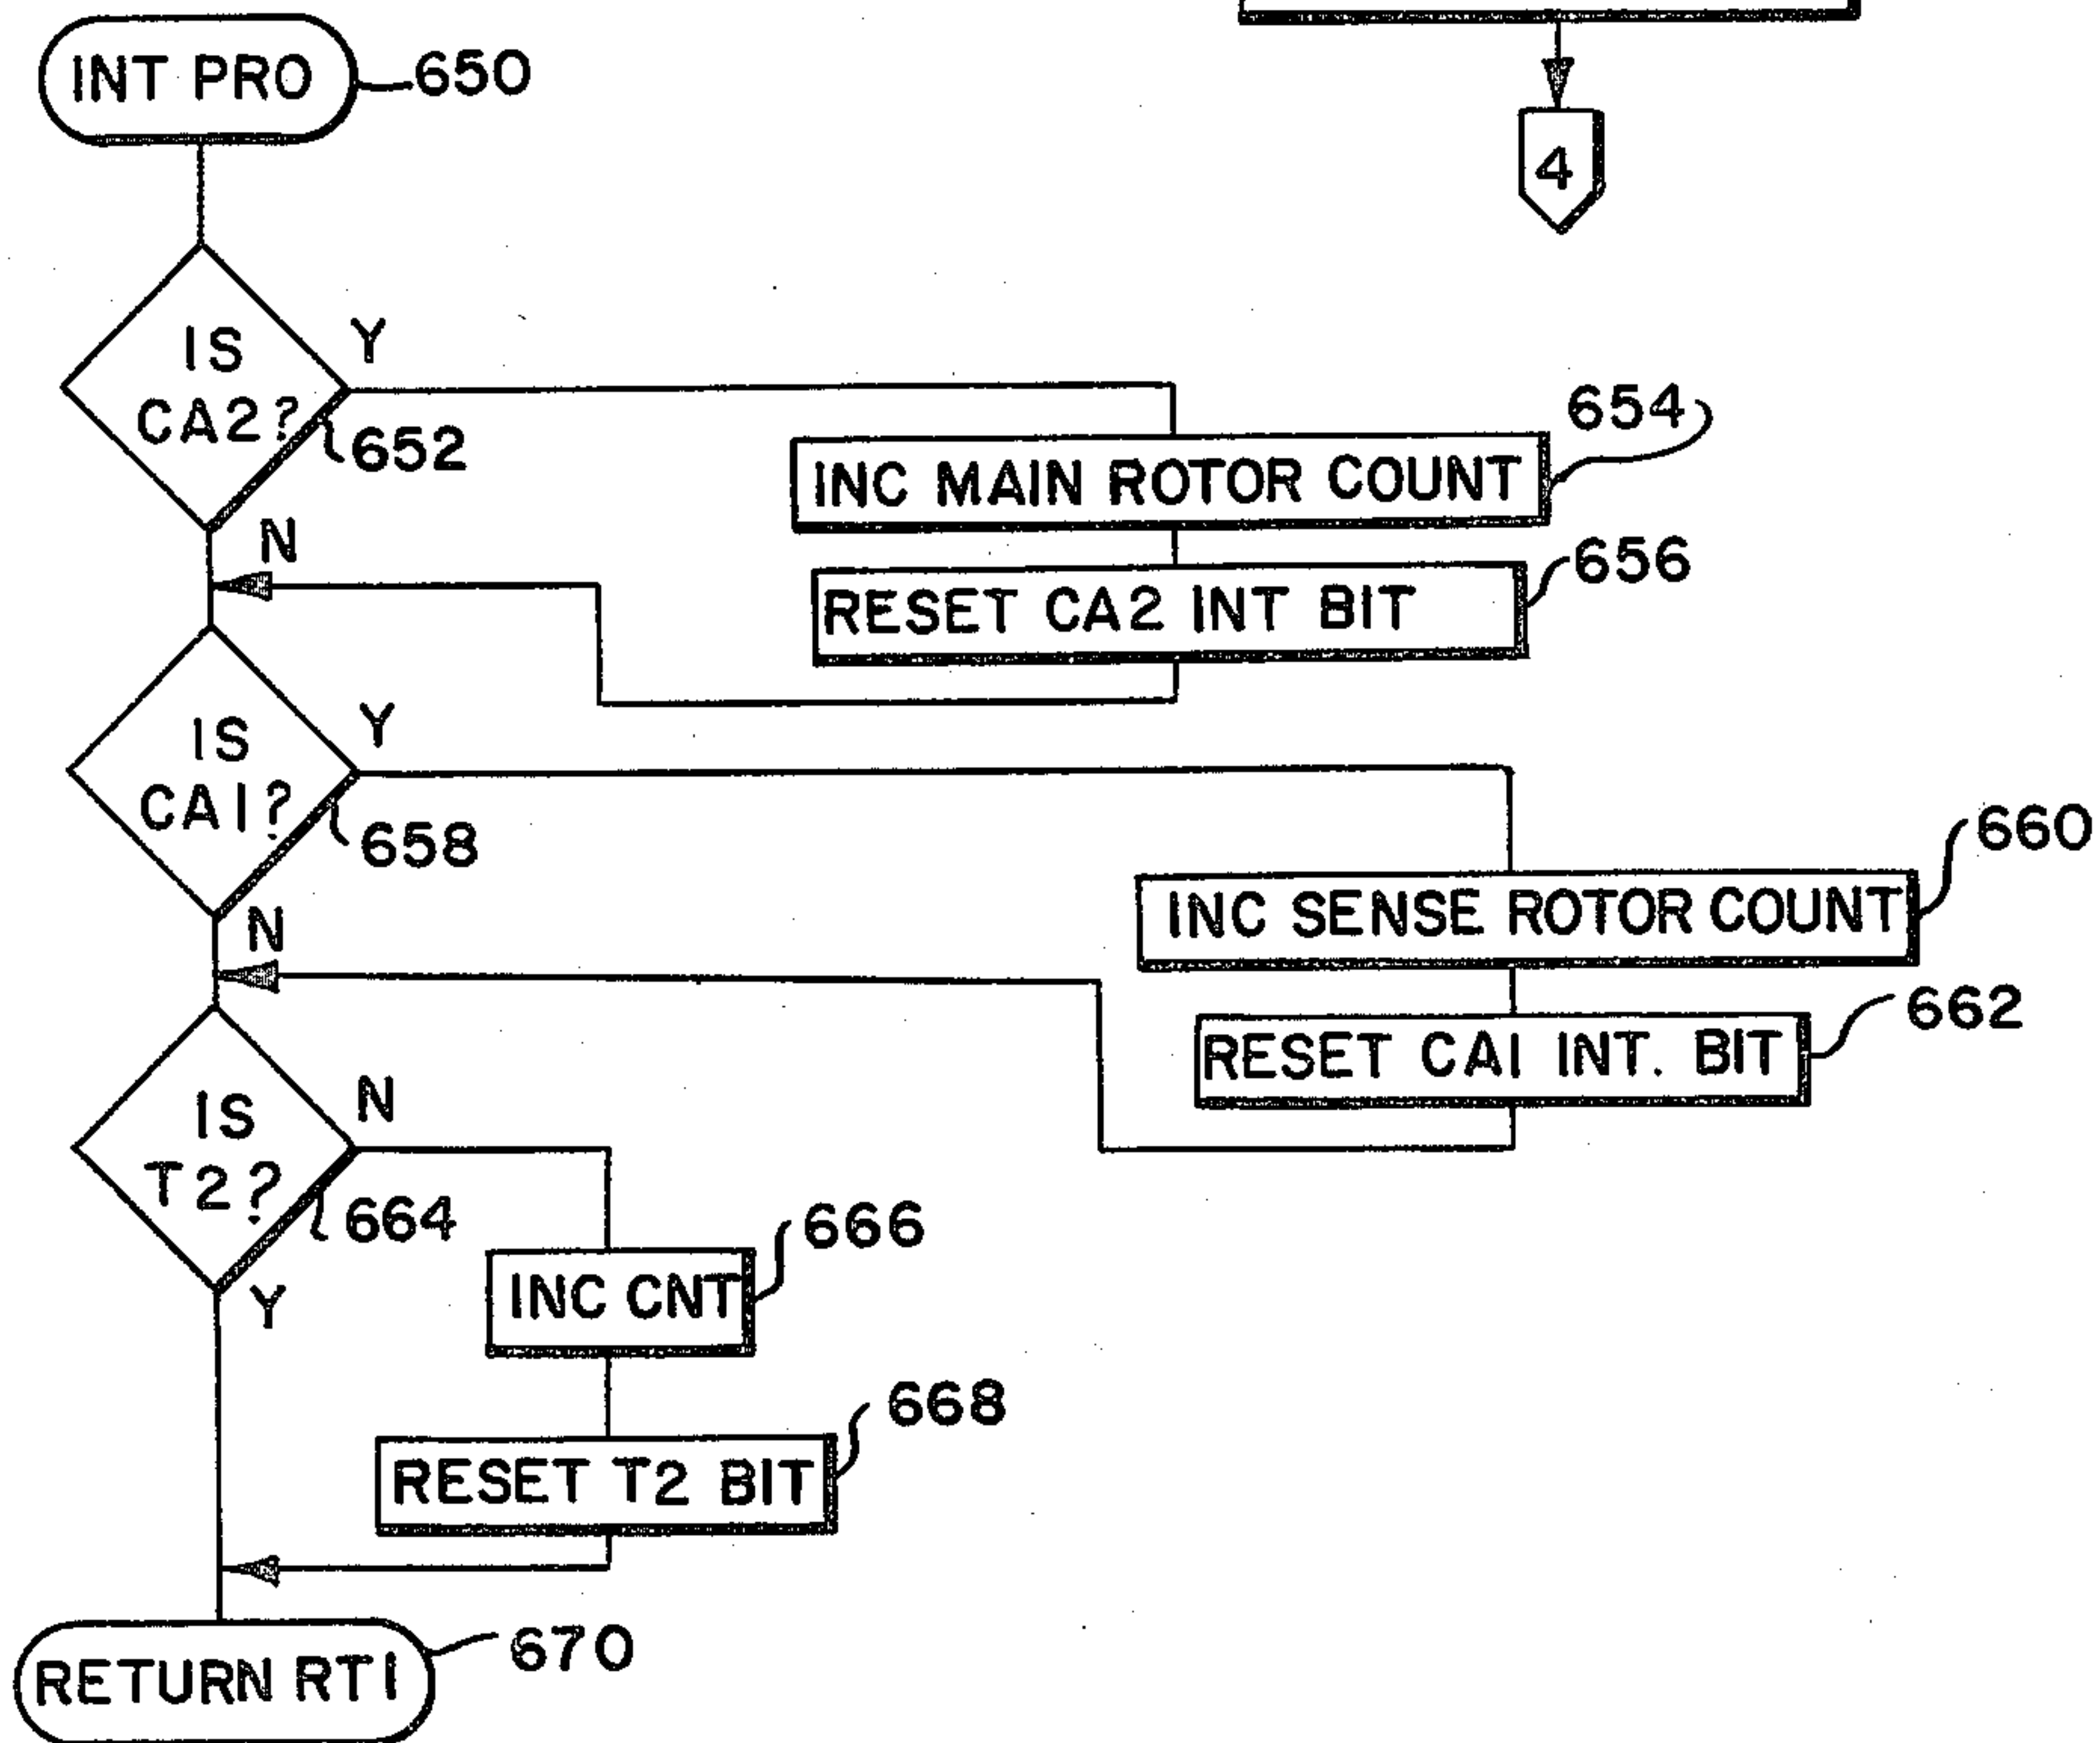 INT PRO
650
4
IS
CA2?
Y
652
N
654
INC MAIN ROTOR COUNT
656
RESET CA2 INT BIT
IS
CA1?
Y
658
N
660
INC SENSE ROTOR COUNT
662
RESET CA1 INT. BIT
IS
T2?
N
664
Y
666
INC CNT
668
RESET T2 BIT
RETURN RTI
670